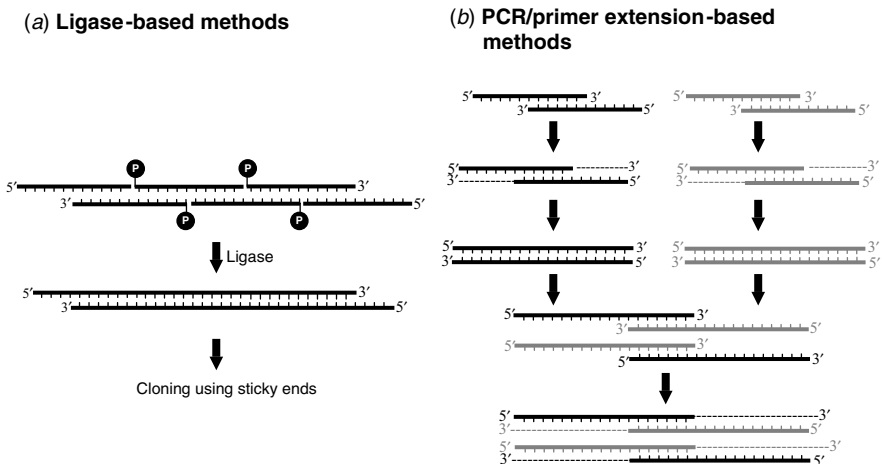 (a) Ligase-based methods
P P
5′ 3′
3′ 5′
P P
Ligase
5′ 3′
3′ 5′
Cloning using sticky ends
(b) PCR/primer extension-based
methods
5′ 3′ 5′ 3′
3′ 5′ 3′ 5′
5′ 3′ 5′ 3′
3′ 5′ 3′ 5′
5′ 3′ 5′ 3′
3′ 5′ 3′ 5′
5′ 3′
3′ 5′
5′ 3′
5′ 3′
5′ 3′
3′ 5′
5′ 3′
3′ 5′